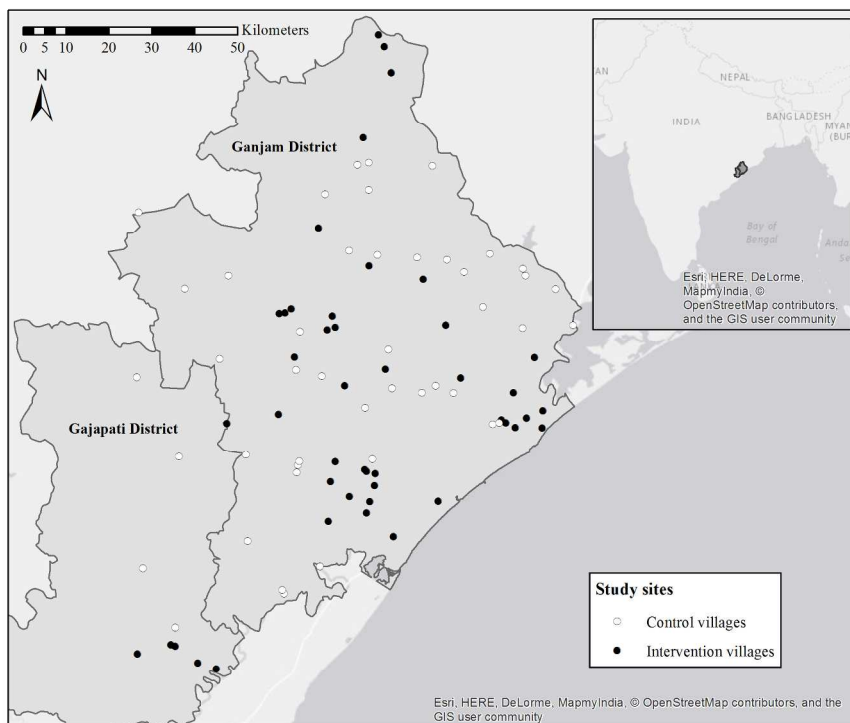 Kilometers
0 5 10 20 30 40 50
N
Ganjam District
Gajapati District
NEPAL
INDIA
BANGLADESH
MYAN
(BUR
Bay of
Bengal
Anda
Se
Esri, HERE, DeLorme,
MapmyIndia, ©
OpenStreetMap contributors,
and the GIS user community
Study sites
Control villages
Intervention villages
Esri, HERE, DeLorme, MapmyIndia, © OpenStreetMap contributors, and the
GIS user community